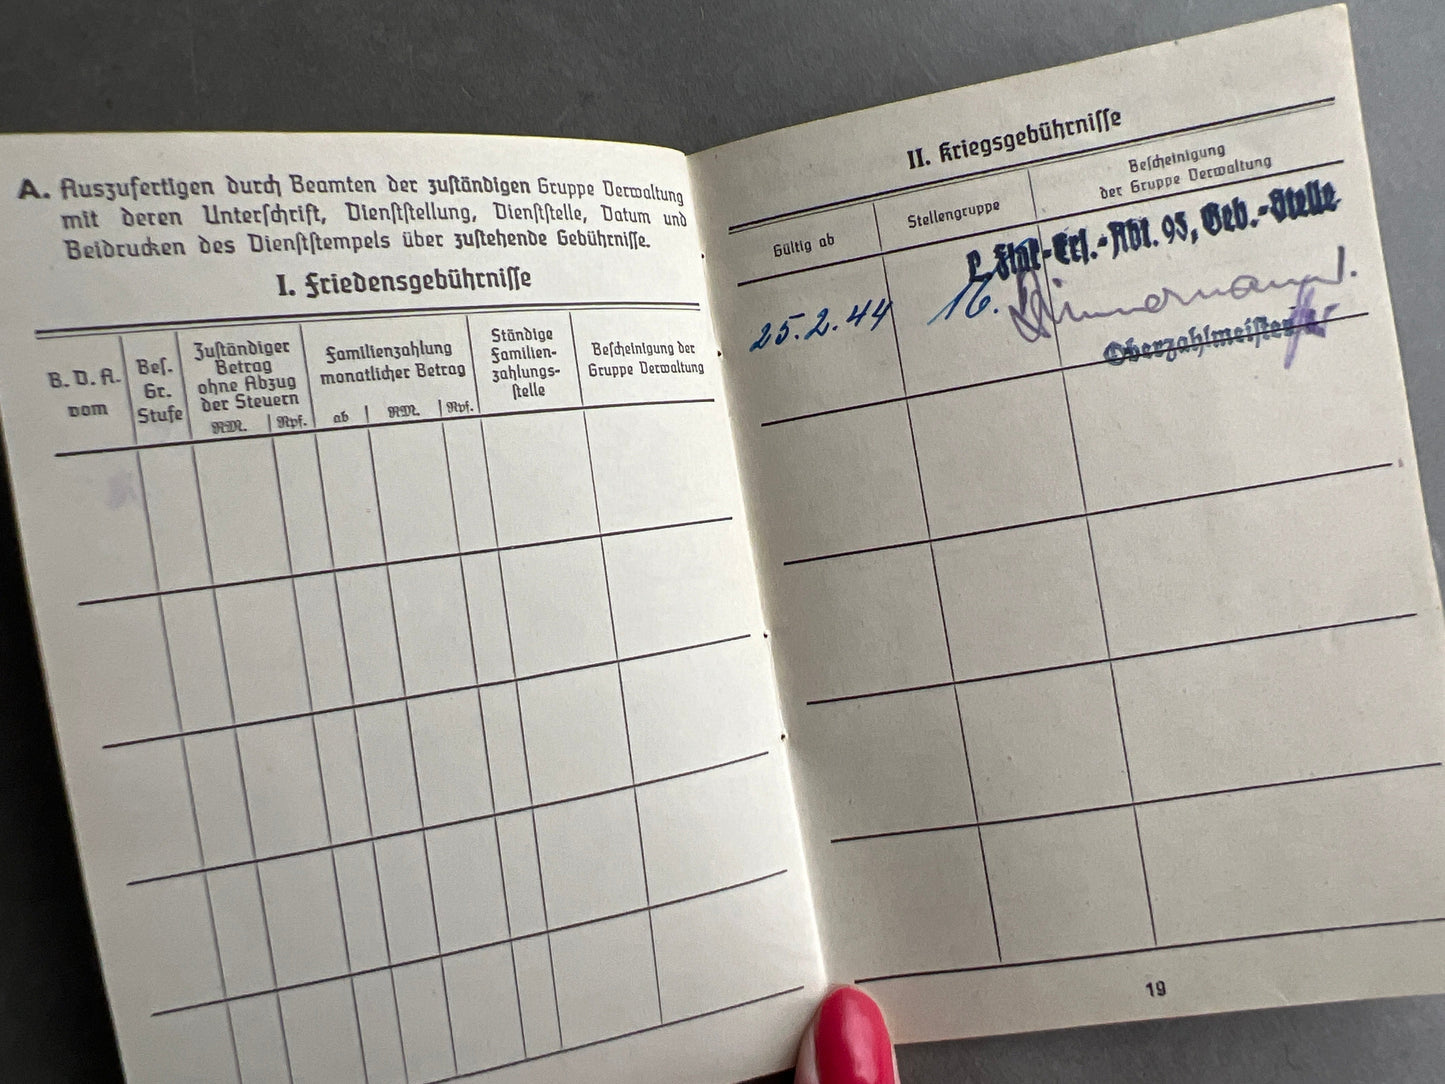 A. Auszufertigen durch Beamten der zuständigen Gruppe Verwaltung
mit deren Unterschrift, Dienststellung, Dienststelle, Datum und
Beidrucken des Dienststempels über zustehende Gebührnisse.
I. Friedensgebührnisse
B. D. A.
vom
Bes.
Gr.
Stufe
Zuständiger
Betrag
ohne Abzug
der Steuern
RM. Rpf.
Familienzahlung
monatlicher Betrag
ab RM. Rpf.
Ständige
Familien-
zahlungs-
stelle
Bescheinigung der
Gruppe Verwaltung
II. Kriegsgebührnisse
Gültig ab
Stellengruppe
Bescheinigung
der Gruppe Verwaltung
Flak-Ers.-Abt. 95, Geb.-Stelle
25.2.44
16.
Oberzahlmeister
19